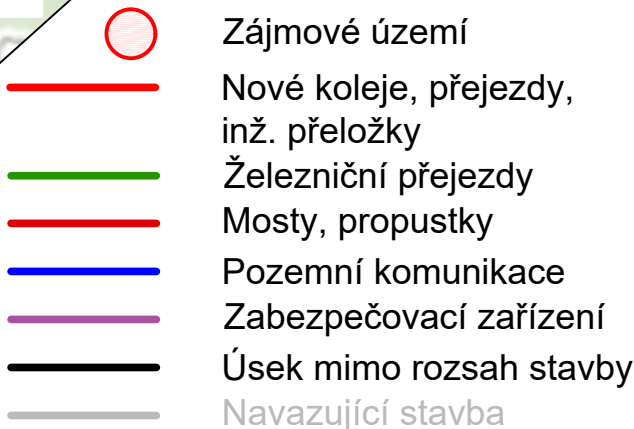 Zájmové území
Nové koleje, přejezdy,
inž. přeložky
Železniční přejezdy
Mosty, propustky
Pozemní komunikace
Zabezpečovací zařízení
Úsek mimo rozsah stavby
Navazující stavba